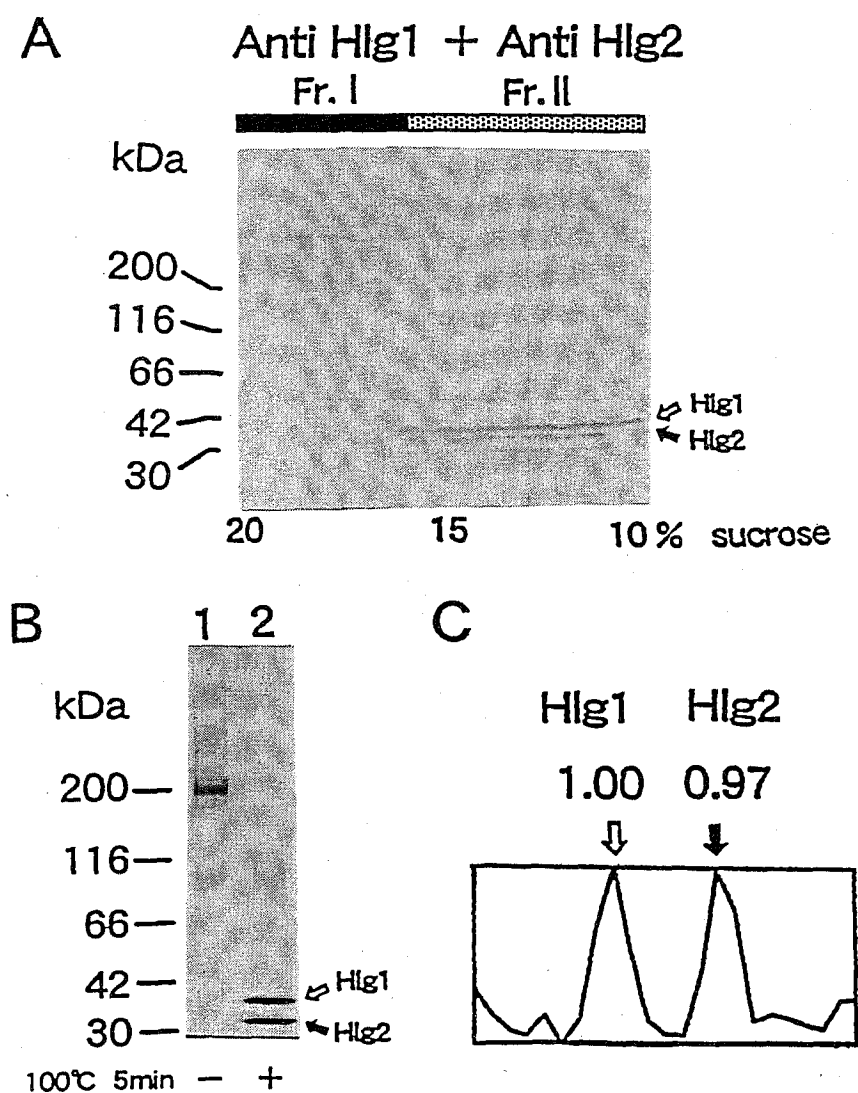 A
Anti Hlg1 + Anti Hlg2
Fr. I Fr. II
kDa
200
116
66
42
30
Hlg1
Hlg2
20 15 10% sucrose
B
1 2
kDa
200
116
66
42
30
Hlg1
Hlg2
100℃ 5min − +
C
Hlg1 Hlg2
1.00 0.97